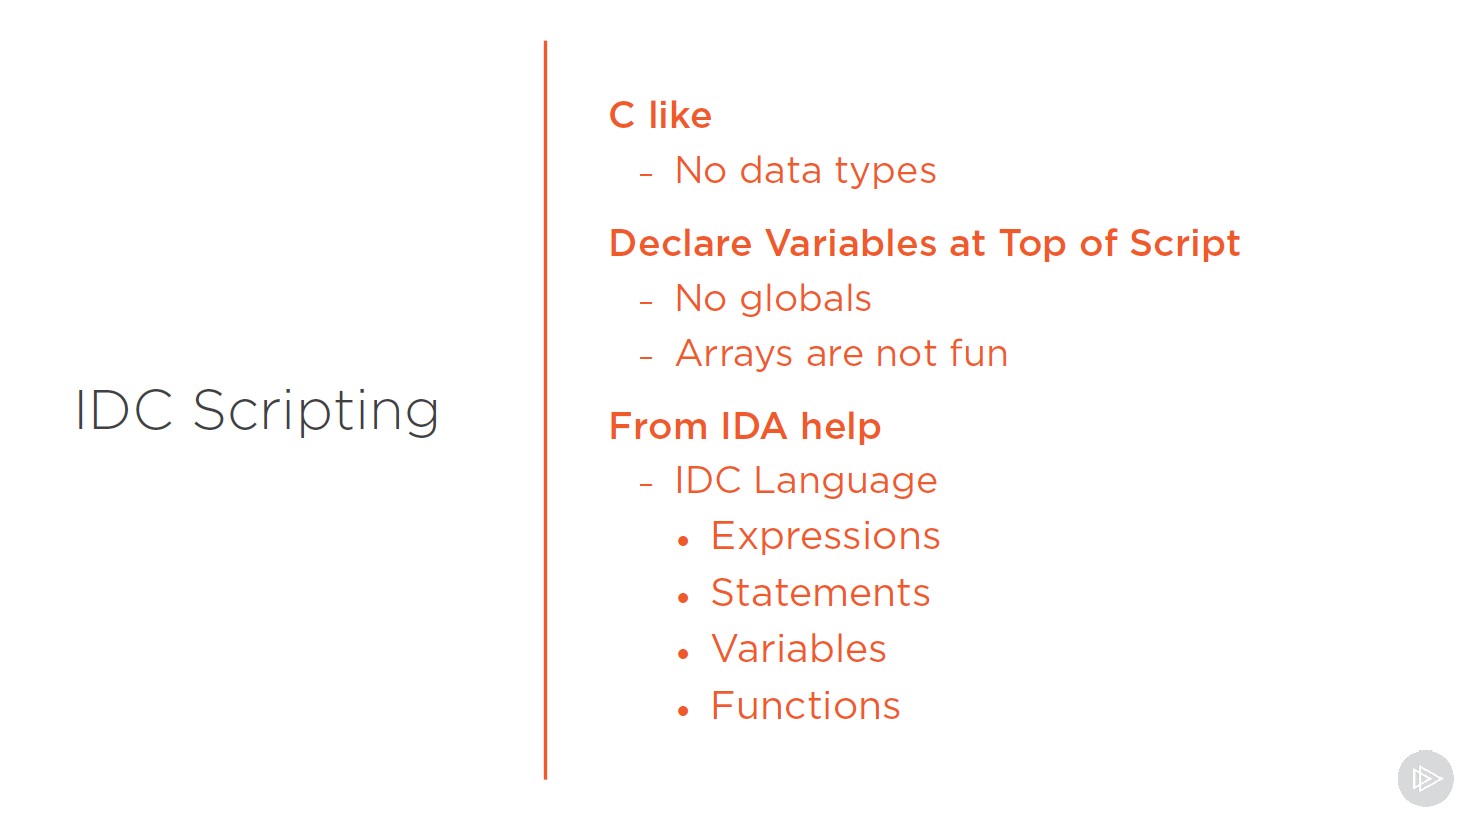 IDC Scripting
C like
– No data types
Declare Variables at Top of Script
– No globals
– Arrays are not fun
From IDA help
– IDC Language
• Expressions
• Statements
• Variables
• Functions